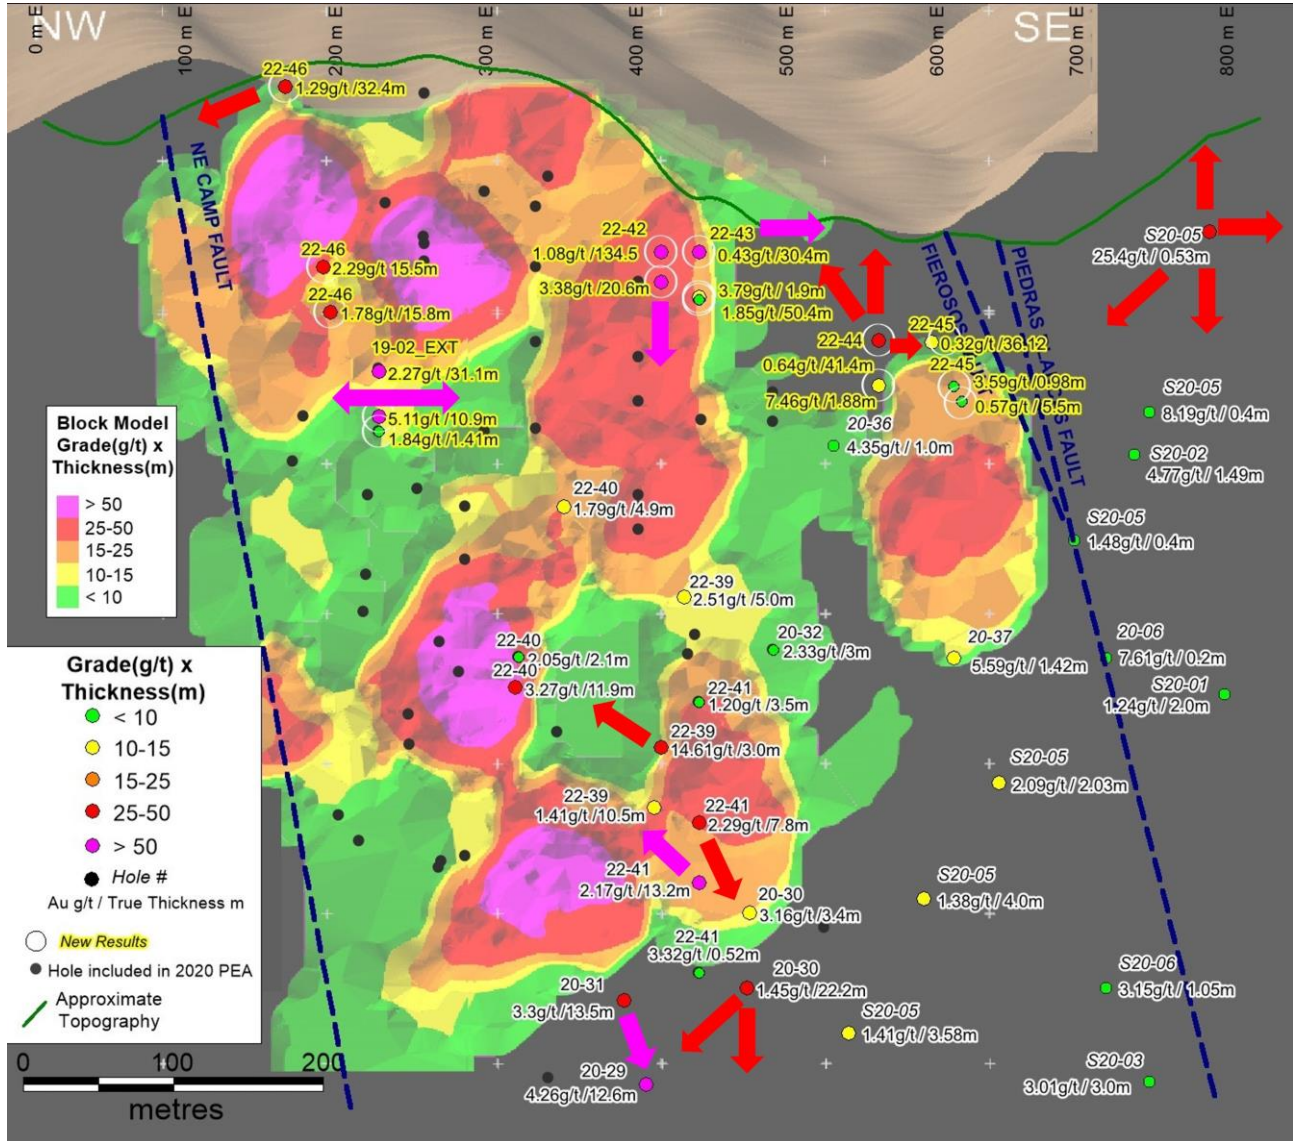 NW
SE
0 m E
100 m E
200 m E
300 m E
400 m E
500 m E
600 m E
700 m E
800 m E
22-46
1.29g/t /32.4m
NE CAMP FAULT
22-46
2.29g/t 15.5m
22-46
1.78g/t /15.8m
19-02_EXT
2.27g/t /31.1m
5.11g/t /10.9m
1.84g/t /1.41m
22-42
1.08g/t /134.5
3.38g/t /20.6m
22-43
0.43g/t /30.4m
3.79g/t / 1.9m
1.85g/t /50.4m
PIEDRAS
FAULT
S20-05
25.4g/t / 0.53m
22-44
0.64g/t /41.4m
7.46g/t /1.88m
22-45
0.32g/t /36.12
22-45
3.59g/t /0.98m
0.57g/t / 5.5m
20-36
4.35g/t / 1.0m
S20-05
8.19g/t / 0.4m
S20-02
4.77g/t / 1.49m
S20-05
1.48g/t / 0.4m
Block Model
Grade(g/t) x
Thickness(m)
> 50
25-50
15-25
10-15
< 10
22-40
1.79g/t /4.9m
22-39
2.51g/t /5.0m
20-32
2.33g/t /3m
20-37
5.59g/t / 1.42m
20-06
7.61g/t / 0.2m
S20-01
1.24g/t / 2.0m
22-40
2.05g/t /2.1m
22-40
3.27g/t /11.9m
22-41
1.20g/t /3.5m
22-39
14.61g/t /3.0m
S20-05
2.09g/t / 2.03m
22-39
1.41g/t /10.5m
22-41
2.29g/t /7.8m
22-41
2.17g/t /13.2m
20-30
3.16g/t /3.4m
S20-05
1.38g/t / 4.0m
22-41
3.32g/t /0.52m
20-31
3.3g/t /13.5m
20-30
1.45g/t /22.2m
S20-06
3.15g/t / 1.05m
S20-05
1.41g/t / 3.58m
20-29
4.26g/t /12.6m
S20-03
3.01g/t / 3.0m
Grade(g/t) x
Thickness(m)
< 10
10-15
15-25
25-50
> 50
Hole #
Au g/t / True Thickness m
New Results
Hole included in 2020 PEA
Approximate
Topography
0 100 200
metres